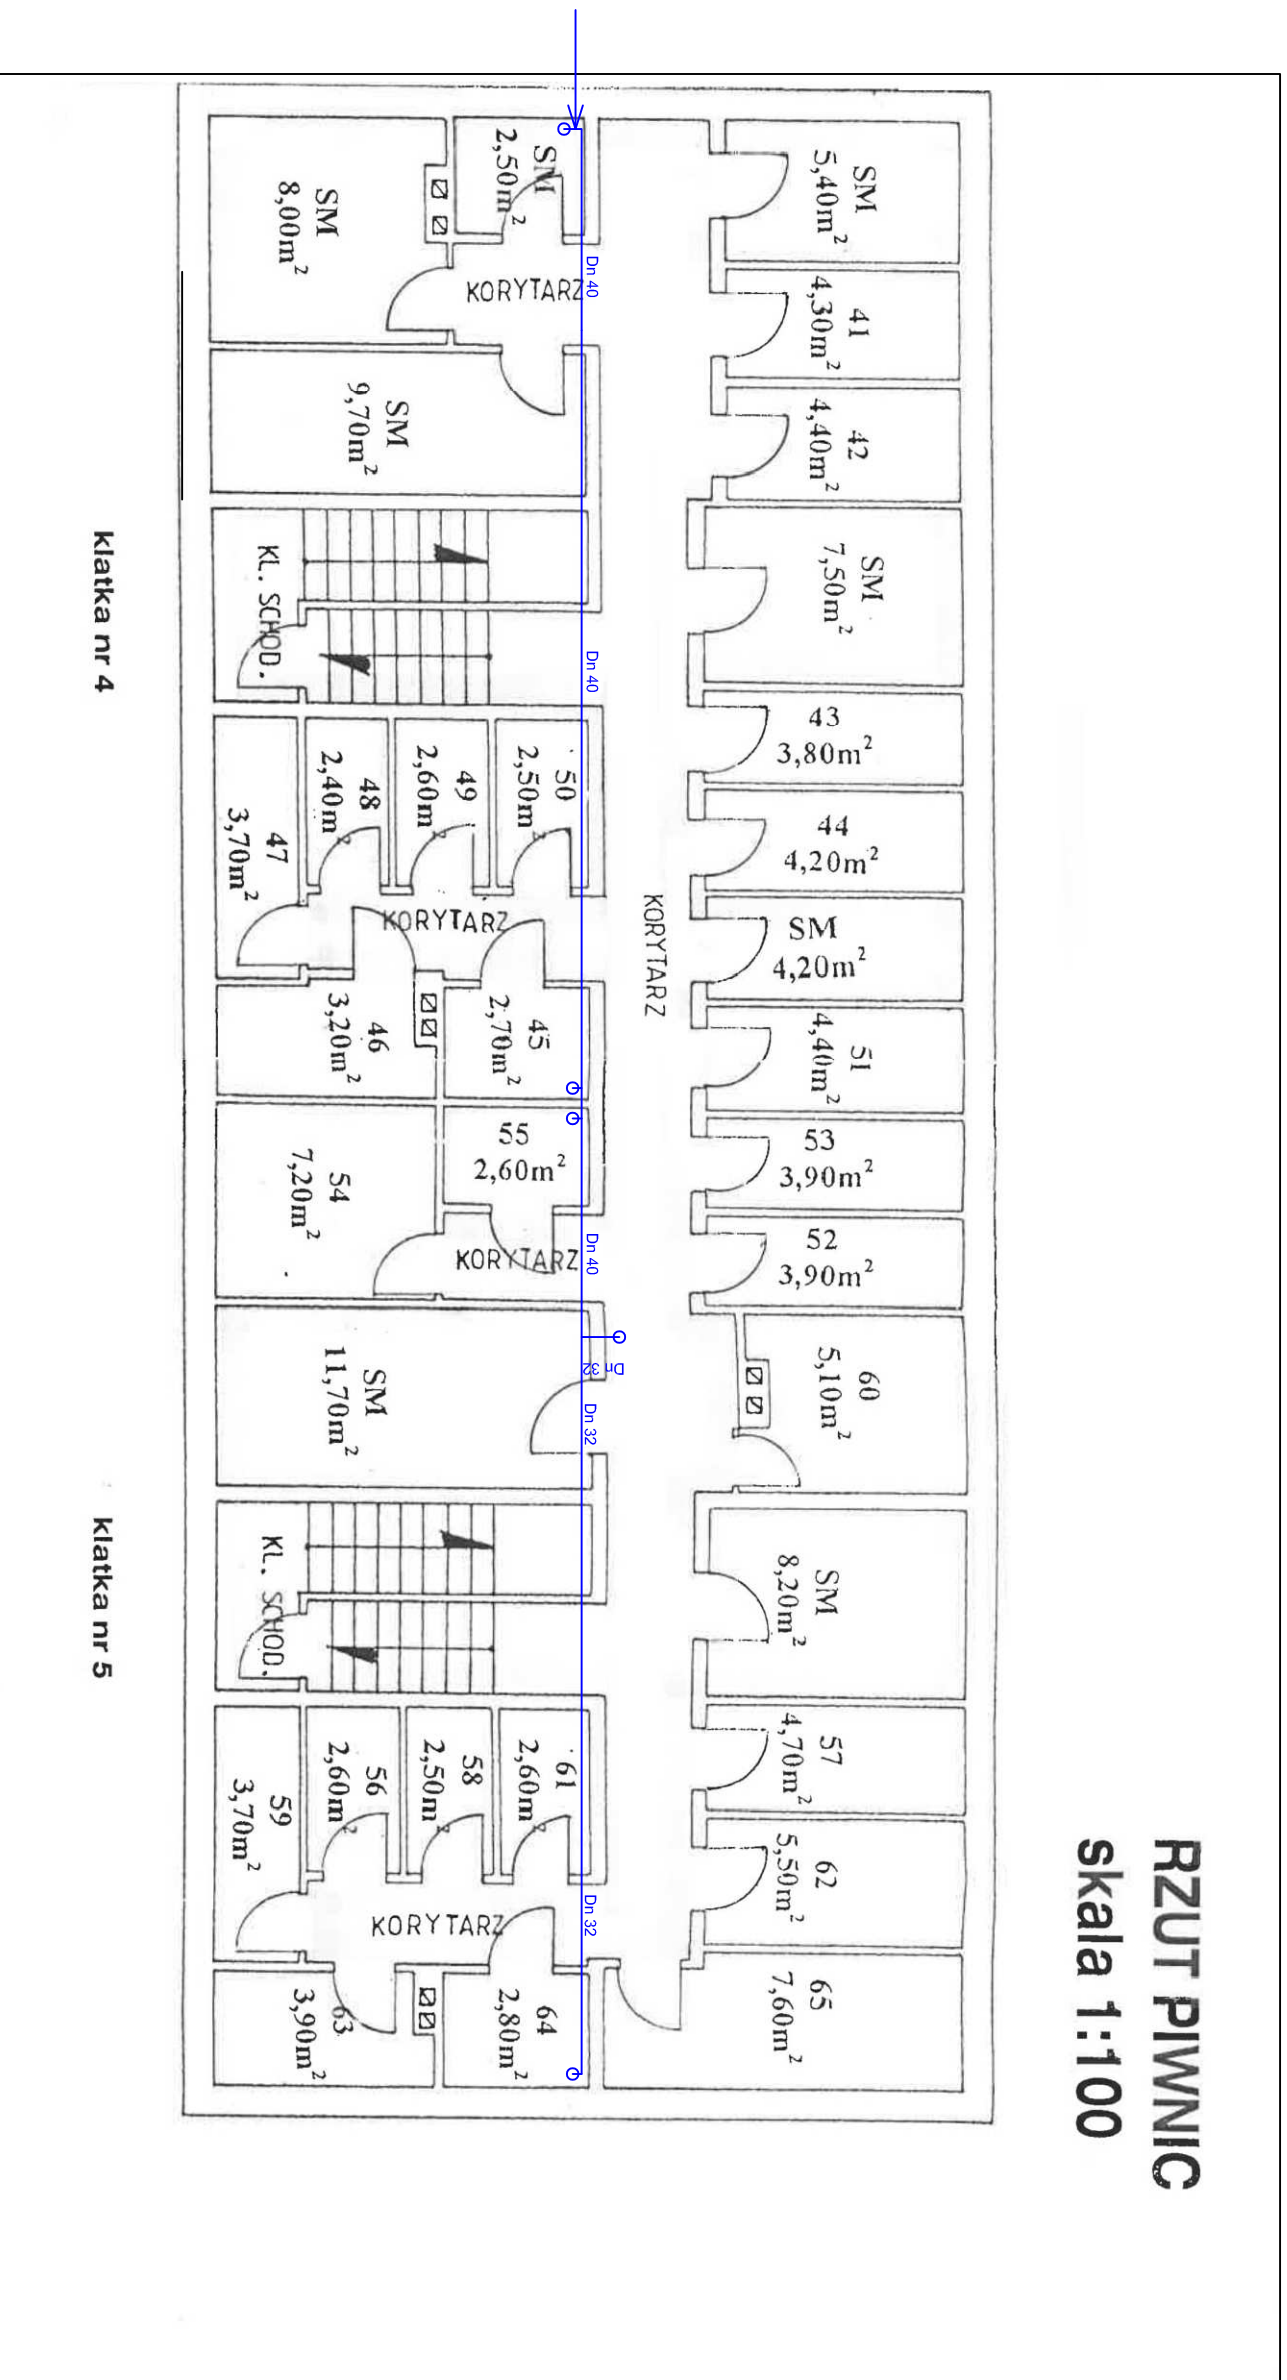 RZUT PIWNIC
skala 1:100
SM
5,40m²
41
4,30m²
42
4,40m²
SM
7,50m²
43
3,80m²
44
4,20m²
SM
4,20m²
51
4,40m²
53
3,90m²
52
3,90m²
60
5,10m²
SM
8,20m²
57
4,70m²
62
5,50m²
65
7,60m²
KORYTARZ
Dn 40
Dn 40
Dn 40
Dn 32
Dn 32
Dn 32
SM
2,50m²
KORYTARZ
SM
8,00m²
SM
9,70m²
KL. SCHOD.
50
2,50m²
49
2,60m²
48
2,40m²
47
3,70m²
KORYTARZ
45
2,70m²
46
3,20m²
55
2,60m²
54
7,20m²
KORYTARZ
SM
11,70m²
KL. SCHOD.
61
2,60m²
58
2,50m²
56
2,60m²
59
3,70m²
KORYTARZ
64
2,80m²
63
3,90m²
klatka nr 4
klatka nr 5